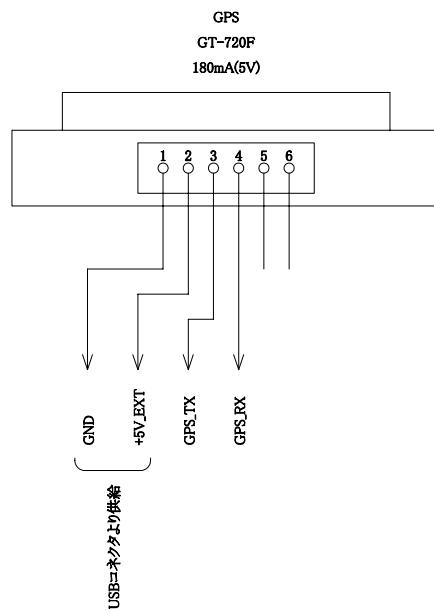 GPS
GT-720F
180mA(5V)
1 2 3 4 5 6
GND
+5V_EXT
GPS_TX
GPS_RX
USBコネクタより供給